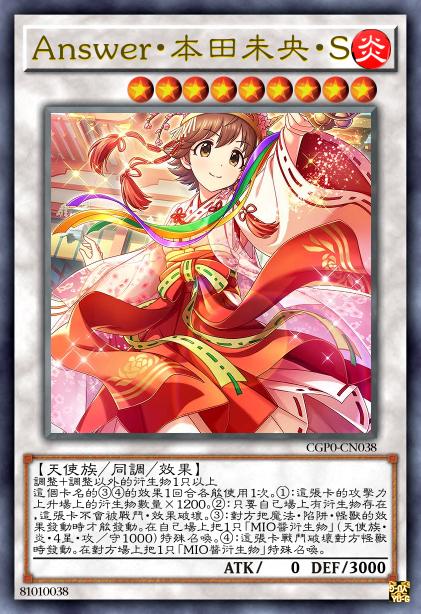 Answer・本田未央・S
炎
CGP0-CN038
【天使族／同調／效果】
調整＋調整以外的衍生物1只以上
這個卡名的③④的效果1回合各能使用1次。①：這張卡的攻擊力
上升場上的衍生物數量×1200。②：只要自己場上有衍生物存在，
這張卡不會被戰鬥・效果破壞。③：對方把魔法・陷阱・怪獸的效
果發動時才能發動。在自己場上把1只「MIO醬衍生物」（天使族・
炎・4星・攻／守1000）特殊召喚。④：這張卡戰鬥破壞對方怪獸
時發動。在對方場上把1只「MIO醬衍生物」特殊召喚。
ATK/ 0 DEF/3000
81010038